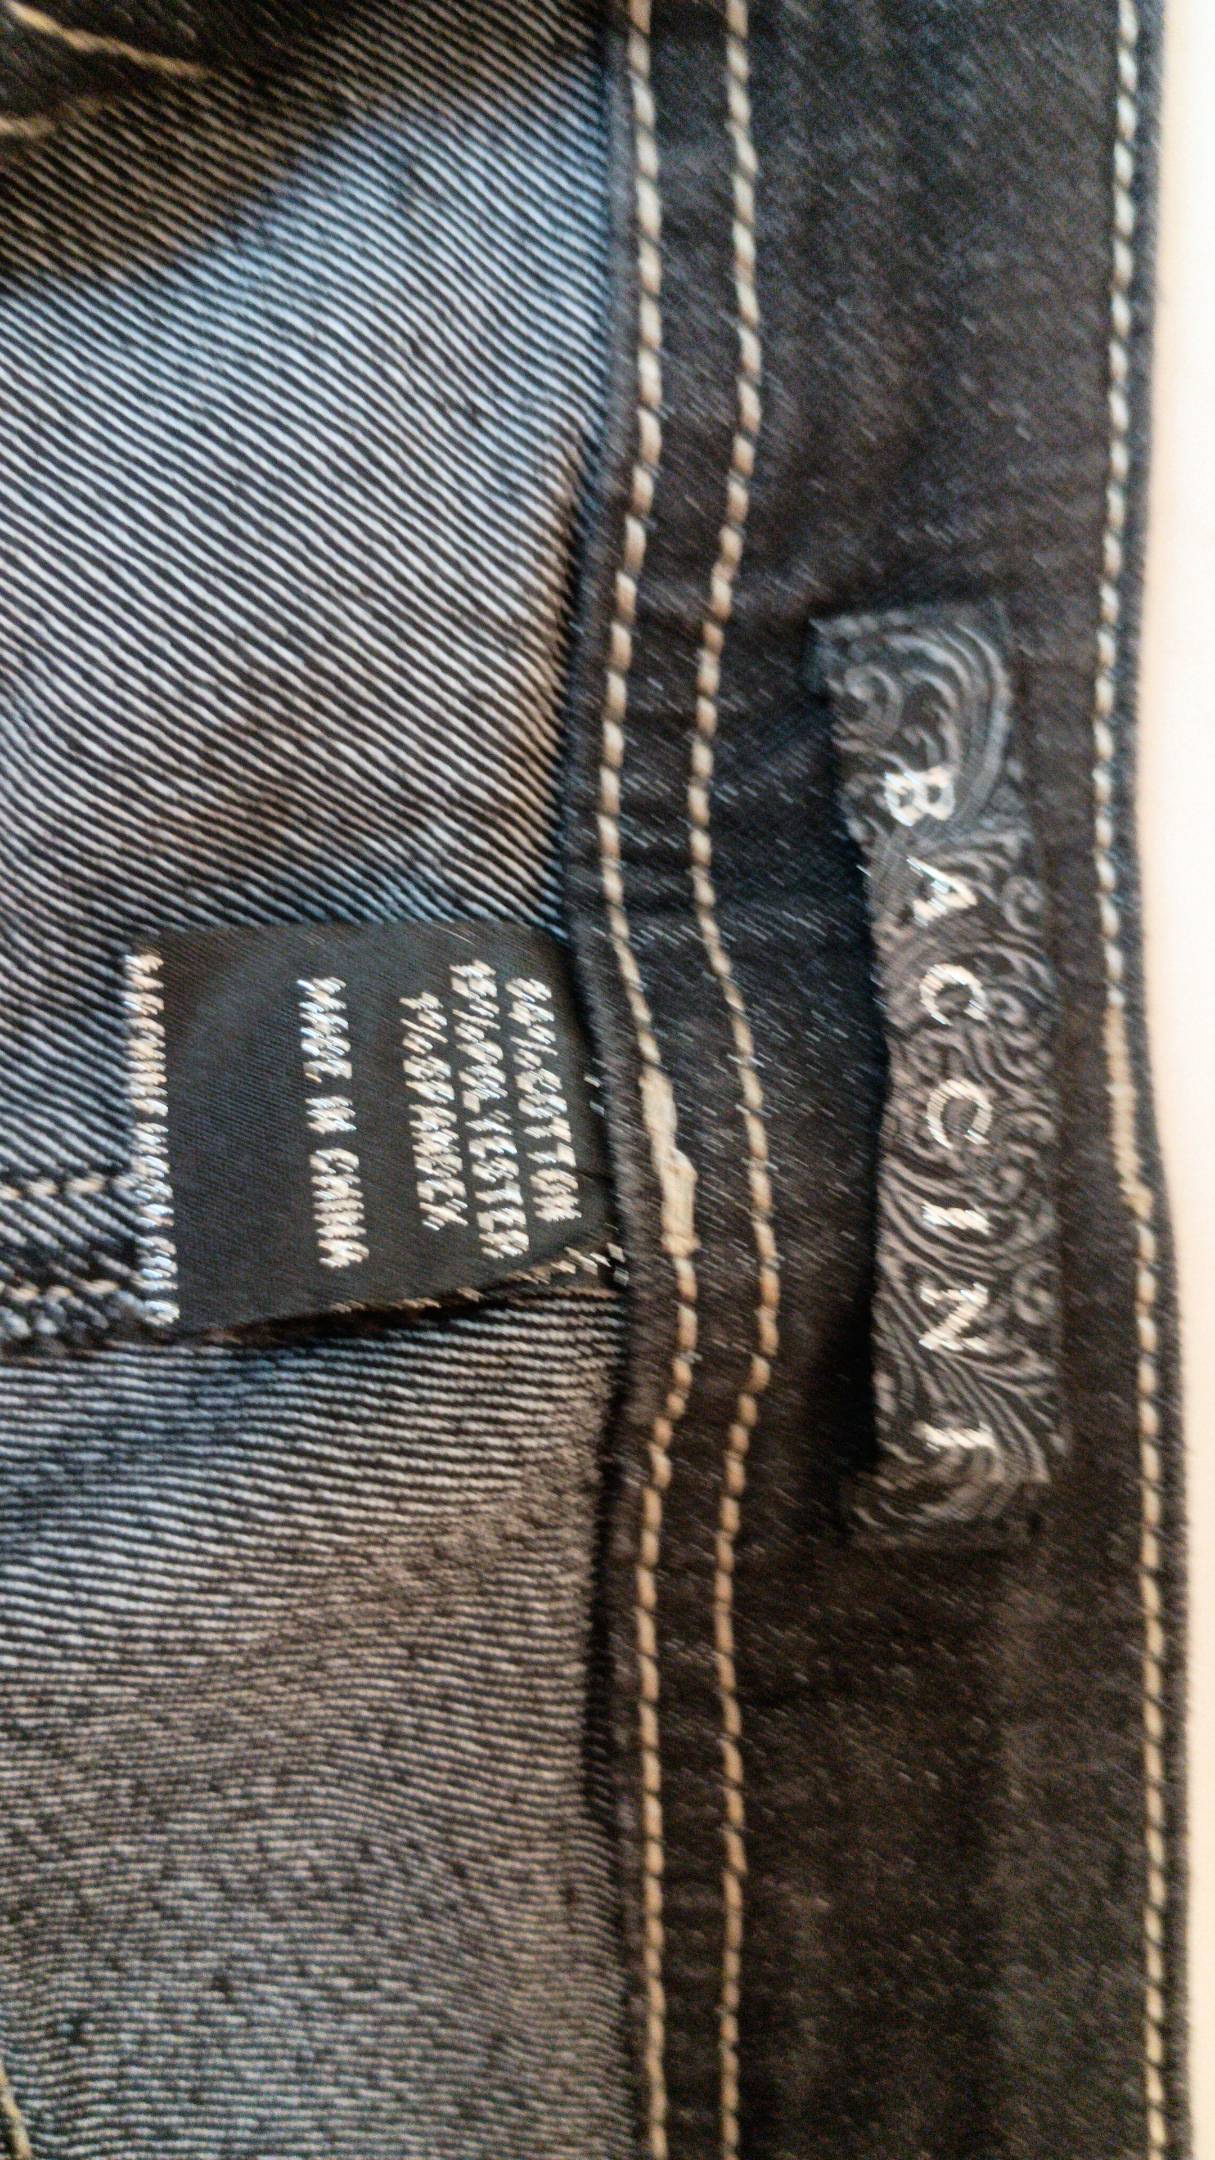 BACCINI
84% COTTON
15% POLYESTER
1% SPANDEX
MADE IN CHINA